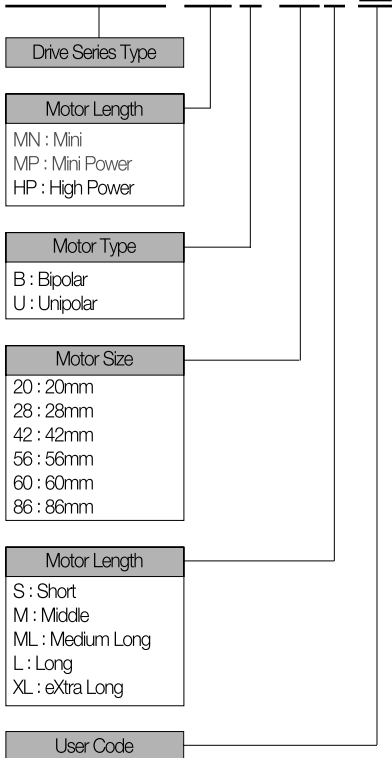 Drive Series Type
Motor Length
MN : Mini
MP : Mini Power
HP : High Power
Motor Type
B : Bipolar
U : Unipolar
Motor Size
20 : 20mm
28 : 28mm
42 : 42mm
56 : 56mm
60 : 60mm
86 : 86mm
Motor Length
S : Short
M : Middle
ML : Medium Long
L : Long
XL : eXtra Long
User Code